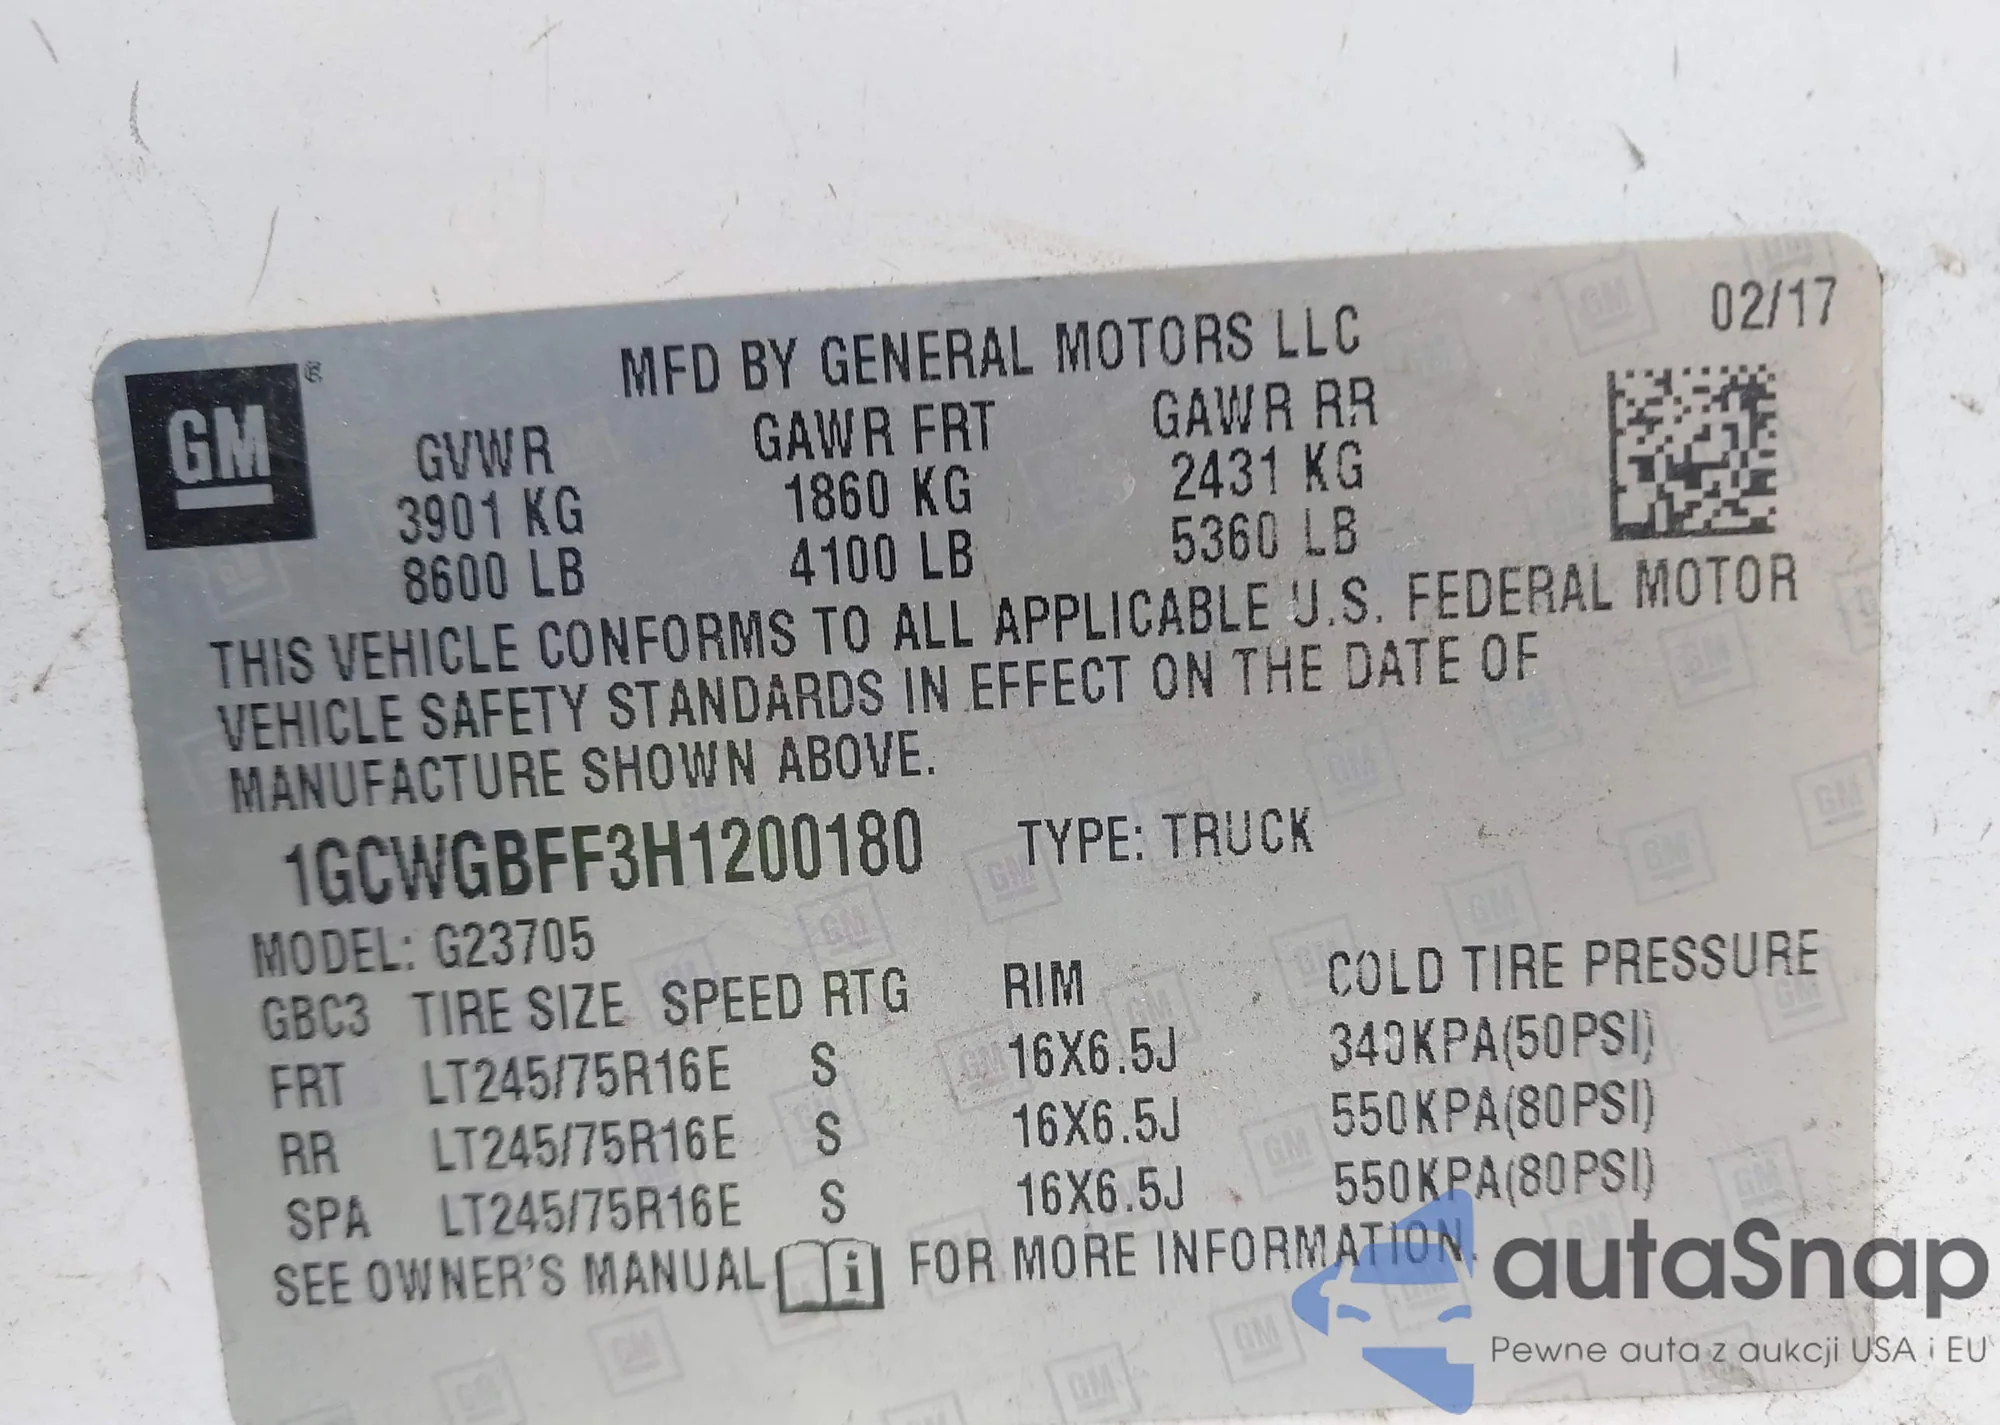 02/17
MFD BY GENERAL MOTORS LLC
GM®
GVWR GAWR FRT GAWR RR
3901 KG 1860 KG 2431 KG
8600 LB 4100 LB 5360 LB
THIS VEHICLE CONFORMS TO ALL APPLICABLE U.S. FEDERAL MOTOR
VEHICLE SAFETY STANDARDS IN EFFECT ON THE DATE OF
MANUFACTURE SHOWN ABOVE.
1GCWGBFF3H1200180 TYPE: TRUCK
MODEL: G23705
GBC3 TIRE SIZE SPEED RTG RIM COLD TIRE PRESSURE
FRT LT245/75R16E S 16X6.5J 340KPA(50PSI)
RR LT245/75R16E S 16X6.5J 550KPA(80PSI)
SPA LT245/75R16E S 16X6.5J 550KPA(80PSI)
SEE OWNER'S MANUAL i FOR MORE INFORMATION.
autaSnap
Pewne auta z aukcji USA i EU